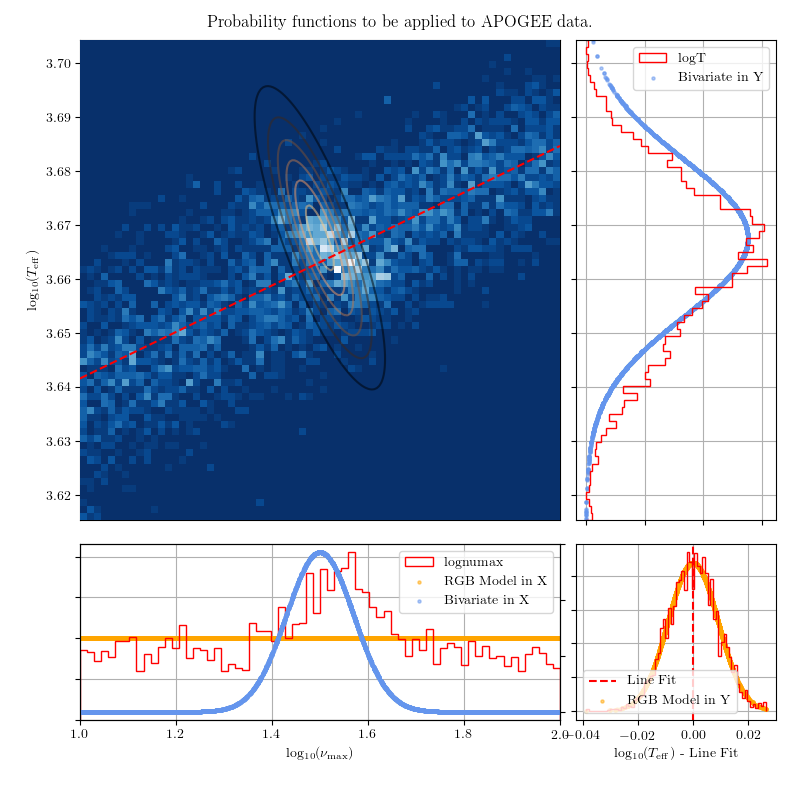 Probability functions to be applied to APOGEE data.
3.70
3.69
3.68
3.67
3.66
3.65
3.64
3.63
3.62
log₁₀(T_eff)
logT
Bivariate in Y
lognumax
RGB Model in X
Bivariate in X
1.0
1.2
1.4
1.6
1.8
2.0
log₁₀(ν_max)
Line Fit
RGB Model in Y
−0.04
−0.02
0.00
0.02
log₁₀(T_eff) - Line Fit